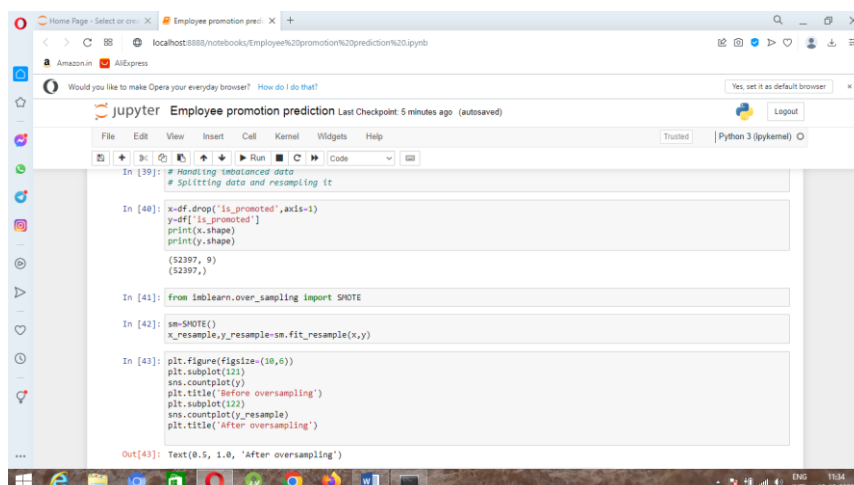 Home Page - Select or cre
Employee promotion predi
localhost:8888/notebooks/Employee%20promotion%20prediction%20.ipynb
Amazon.in AliExpress
Would you like to make Opera your everyday browser? How do I do that? Yes, set it as default browser
jupyter Employee promotion prediction Last Checkpoint: 5 minutes ago (autosaved) Logout
File Edit View Insert Cell Kernel Widgets Help Trusted Python 3 (ipykernel)
Run Code
In [39]: # Handling imbalanced data
# Splitting data and resampling it
In [40]: x=df.drop('is_promoted',axis=1)
y=df['is_promoted']
print(x.shape)
print(y.shape)
(52397, 9)
(52397,)
In [41]: from imblearn.over_sampling import SMOTE
In [42]: sm=SMOTE()
x_resample,y_resample=sm.fit_resample(x,y)
In [43]: plt.figure(figsize=(10,6))
plt.subplot(121)
sns.countplot(y)
plt.title('Before oversampling')
plt.subplot(122)
sns.countplot(y_resample)
plt.title('After oversampling')
Out[43]: Text(0.5, 1.0, 'After oversampling')
ENG 11:34